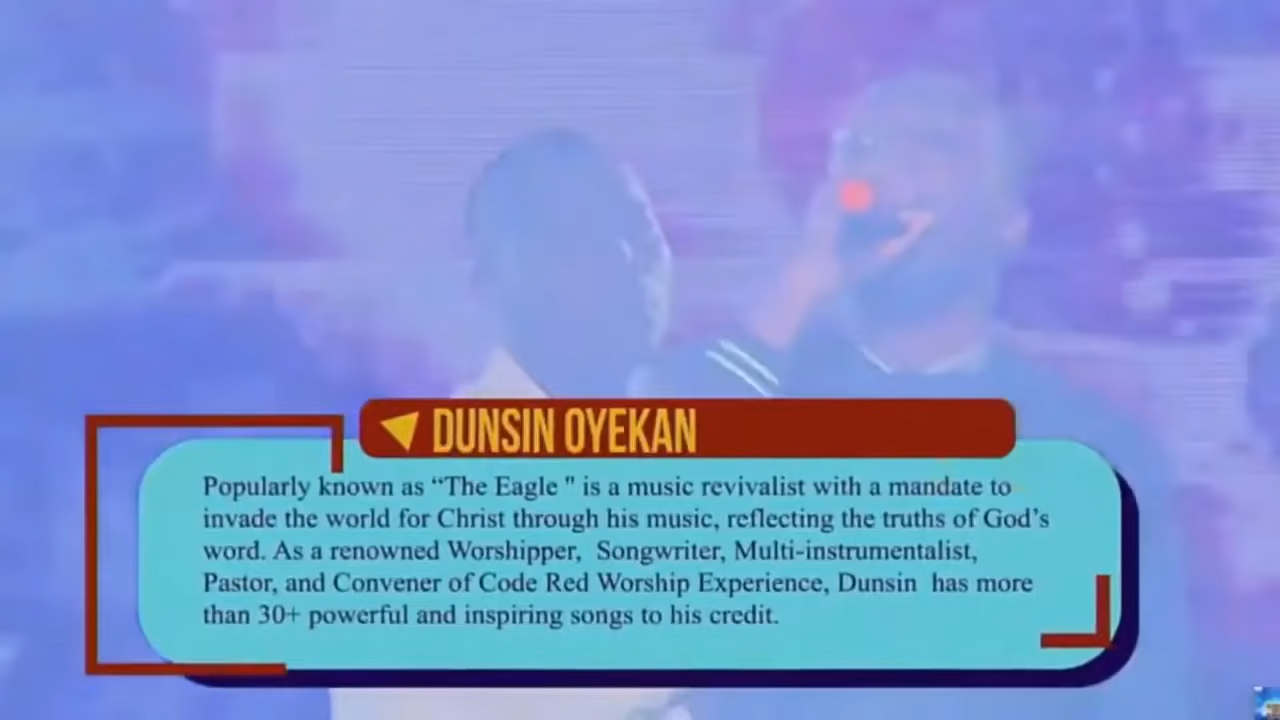 DUNSIN OYEKAN
Popularly known as “The Eagle " is a music revivalist with a mandate to
invade the world for Christ through his music, reflecting the truths of God’s
word. As a renowned Worshipper,  Songwriter, Multi-instrumentalist,
Pastor, and Convener of Code Red Worship Experience, Dunsin  has more
than 30+ powerful and inspiring songs to his credit.